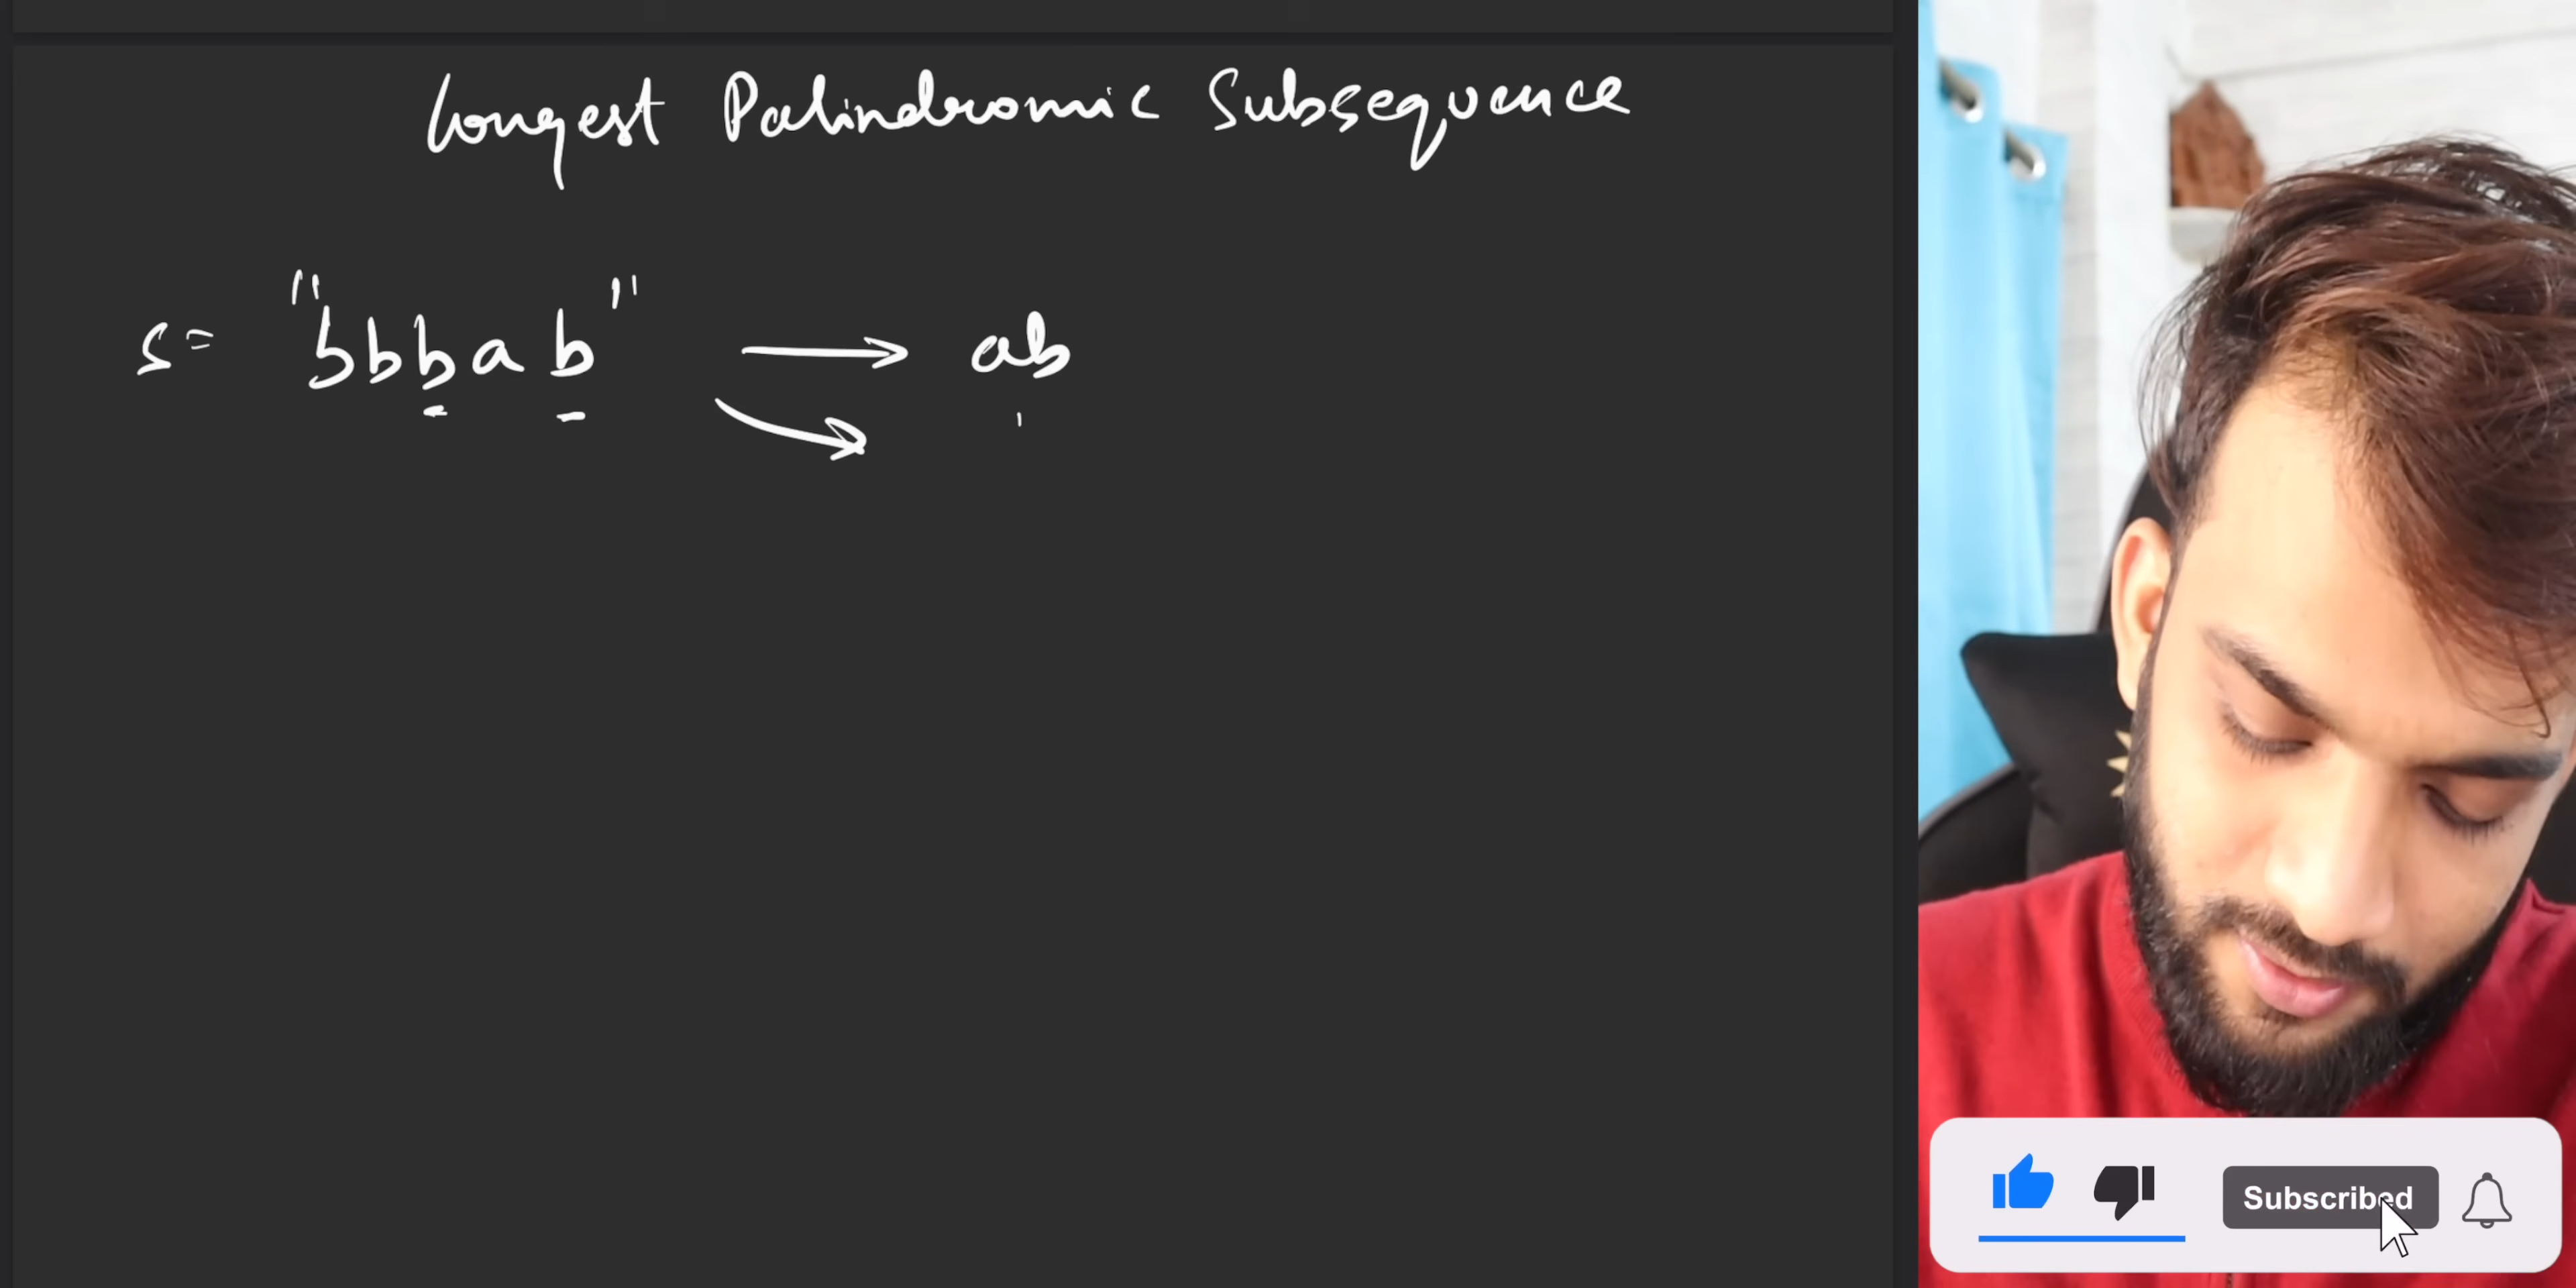 Longest Palindromic Subsequence
s = "bbbab" → ab
Subscribed